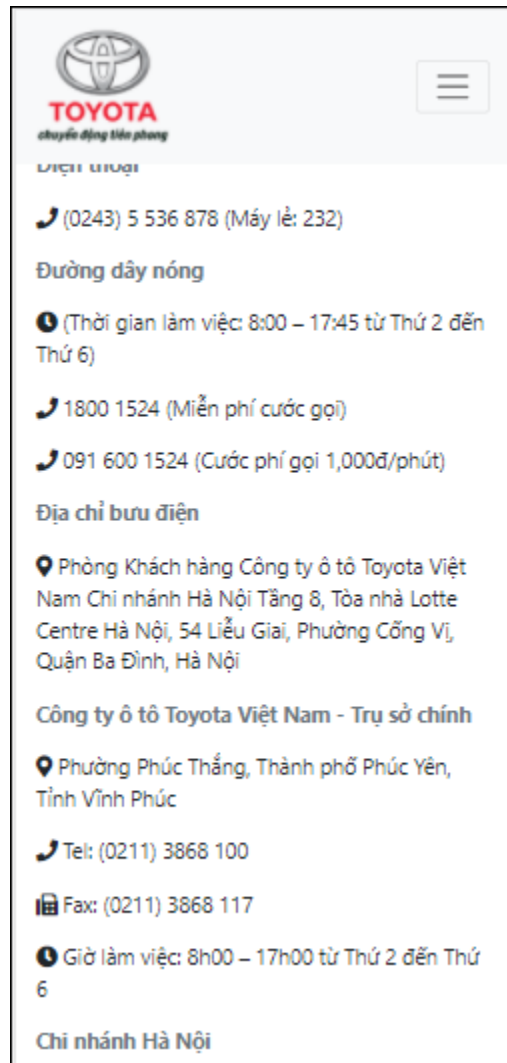 TOYOTA
chuyển động tiên phong
Điện thoại
(0243) 5 536 878 (Máy lẻ: 232)
Đường dây nóng
(Thời gian làm việc: 8:00 – 17:45 từ Thứ 2 đến
Thứ 6)
1800 1524 (Miễn phí cước gọi)
091 600 1524 (Cước phí gọi 1,000đ/phút)
Địa chỉ bưu điện
Phòng Khách hàng Công ty ô tô Toyota Việt
Nam Chi nhánh Hà Nội Tầng 8, Tòa nhà Lotte
Centre Hà Nội, 54 Liễu Giai, Phường Cống Vị,
Quận Ba Đình, Hà Nội
Công ty ô tô Toyota Việt Nam - Trụ sở chính
Phường Phúc Thắng, Thành phố Phúc Yên,
Tỉnh Vĩnh Phúc
Tel: (0211) 3868 100
Fax: (0211) 3868 117
Giờ làm việc: 8h00 – 17h00 từ Thứ 2 đến Thứ
6
Chi nhánh Hà Nội